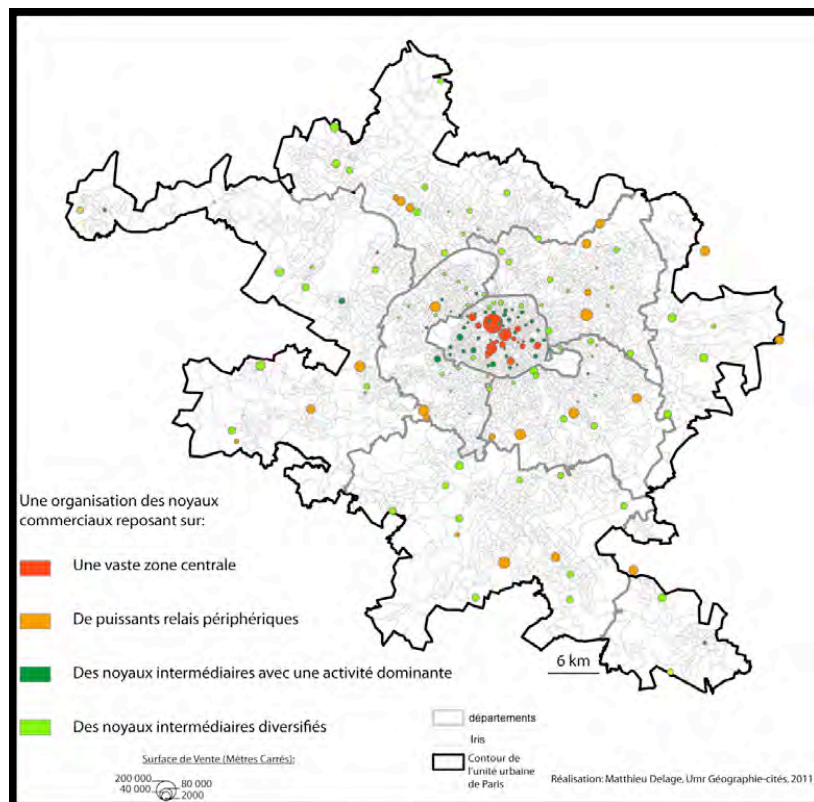 Une organisation des noyaux
commerciaux reposant sur:
Une vaste zone centrale
De puissants relais périphériques
Des noyaux intermédiaires avec une activité dominante
Des noyaux intermédiaires diversifiés
Surface de Vente (Mètres Carrés):
200 000
80 000
40 000
2000
6 km
départements
Iris
Contour de
l'unité urbaine
de Paris
Réalisation: Matthieu Delage, Umr Géographie-cités, 2011